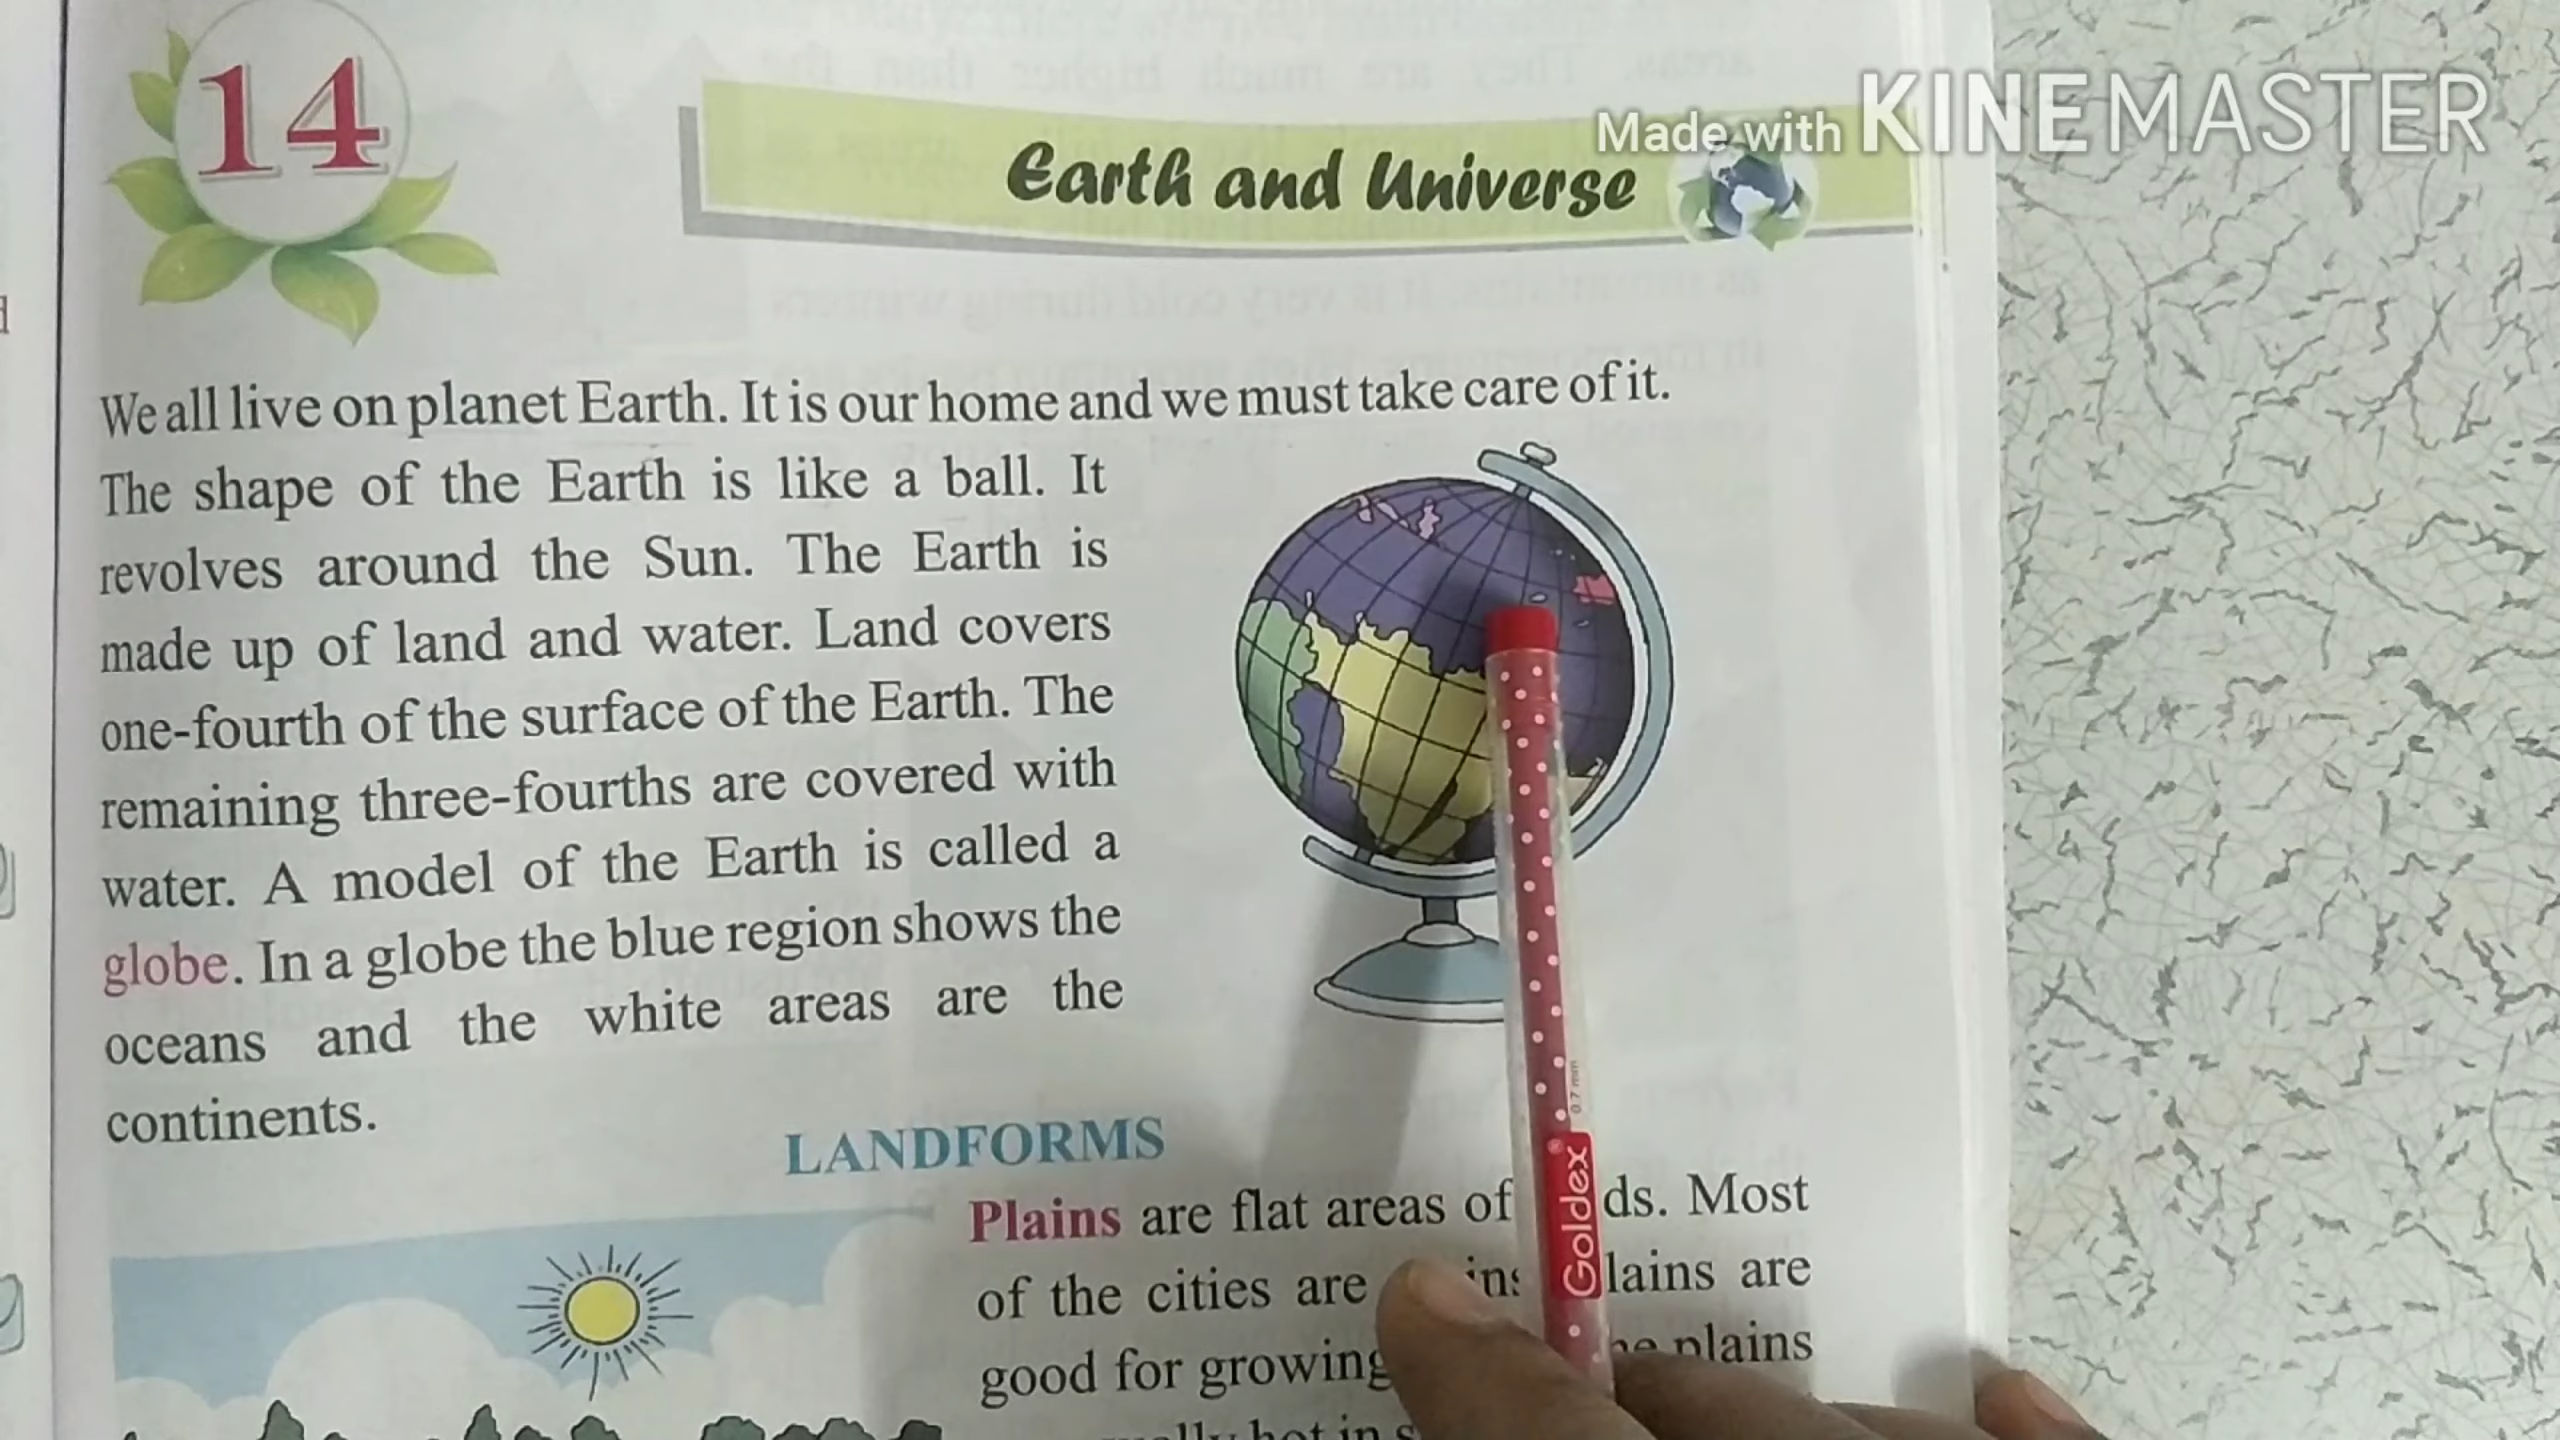 14
Made with KINEMASTER
Earth and Universe
We all live on planet Earth. It is our home and we must take care of it.
The shape of the Earth is like a ball. It
revolves around the Sun. The Earth is
made up of land and water. Land covers
one-fourth of the surface of the Earth. The
remaining three-fourths are covered with
water. A model of the Earth is called a
globe. In a globe the blue region shows the
oceans and the white areas are the
continents.
LANDFORMS
Plains are flat areas of ds. Most
of the cities are lains are
good for growing plains
hot in
Goldex
0.7 mm